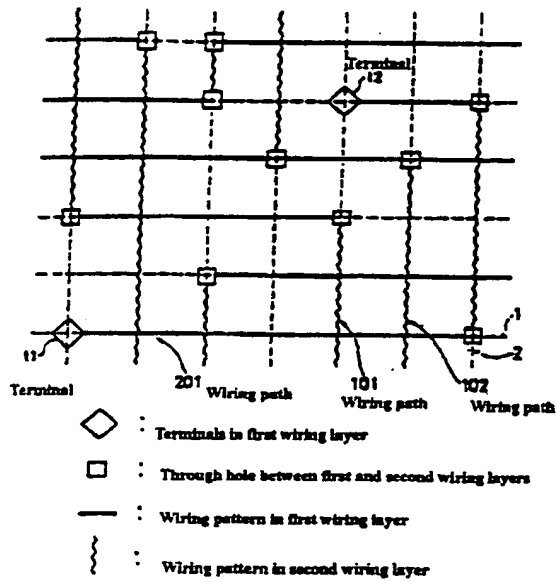 Terminal
t2
1
t1
2
201
101
102
Terminal
Wiring path
Wiring path
Wiring path
: Terminals in first wiring layer
: Through hole between first and second wiring layers
: Wiring pattern in first wiring layer
: Wiring pattern in second wiring layer